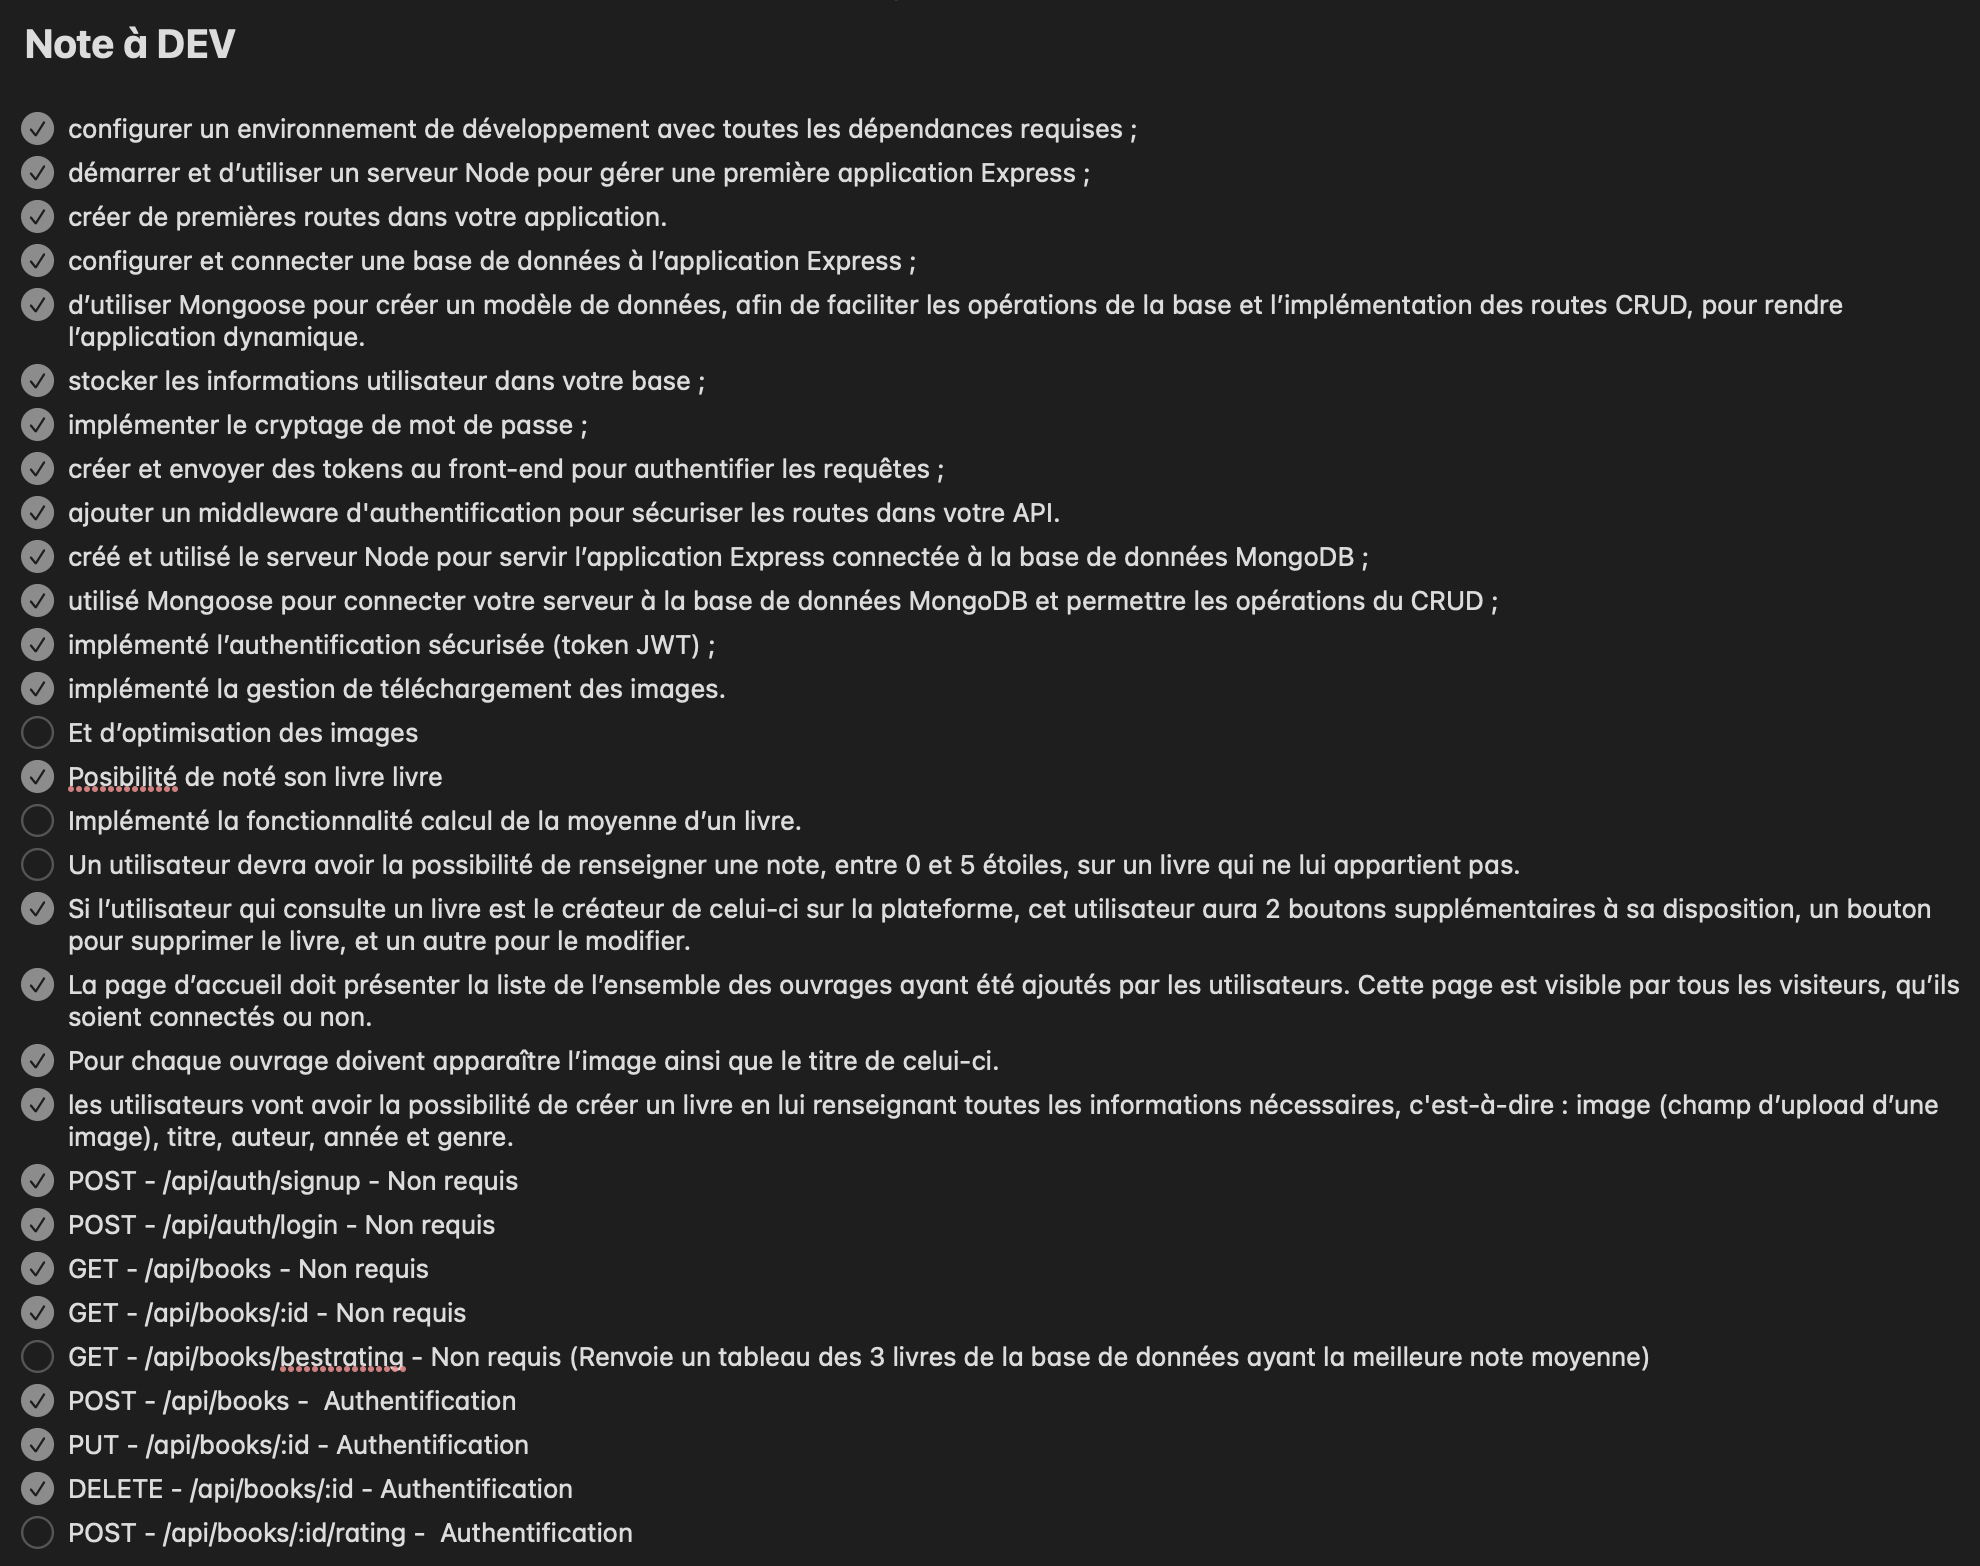 Note à DEV
configurer un environnement de développement avec toutes les dépendances requises ;
démarrer et d’utiliser un serveur Node pour gérer une première application Express ;
créer de premières routes dans votre application.
configurer et connecter une base de données à l’application Express ;
d’utiliser Mongoose pour créer un modèle de données, afin de faciliter les opérations de la base et l’implémentation des routes CRUD, pour rendre
l’application dynamique.
stocker les informations utilisateur dans votre base ;
implémenter le cryptage de mot de passe ;
créer et envoyer des tokens au front-end pour authentifier les requêtes ;
ajouter un middleware d'authentification pour sécuriser les routes dans votre API.
créé et utilisé le serveur Node pour servir l’application Express connectée à la base de données MongoDB ;
utilisé Mongoose pour connecter votre serveur à la base de données MongoDB et permettre les opérations du CRUD ;
implémenté l’authentification sécurisée (token JWT) ;
implémenté la gestion de téléchargement des images.
Et d’optimisation des images
Posibilité de noté son livre livre
Implémenté la fonctionnalité calcul de la moyenne d’un livre.
Un utilisateur devra avoir la possibilité de renseigner une note, entre 0 et 5 étoiles, sur un livre qui ne lui appartient pas.
Si l’utilisateur qui consulte un livre est le créateur de celui-ci sur la plateforme, cet utilisateur aura 2 boutons supplémentaires à sa disposition, un bouton
pour supprimer le livre, et un autre pour le modifier.
La page d’accueil doit présenter la liste de l’ensemble des ouvrages ayant été ajoutés par les utilisateurs. Cette page est visible par tous les visiteurs, qu’ils
soient connectés ou non.
Pour chaque ouvrage doivent apparaître l’image ainsi que le titre de celui-ci.
les utilisateurs vont avoir la possibilité de créer un livre en lui renseignant toutes les informations nécessaires, c'est-à-dire : image (champ d’upload d’une
image), titre, auteur, année et genre.
POST - /api/auth/signup - Non requis
POST - /api/auth/login - Non requis
GET - /api/books - Non requis
GET - /api/books/:id - Non requis
GET - /api/books/bestrating - Non requis (Renvoie un tableau des 3 livres de la base de données ayant la meilleure note moyenne)
POST - /api/books -  Authentification
PUT - /api/books/:id - Authentification
DELETE - /api/books/:id - Authentification
POST - /api/books/:id/rating -  Authentification